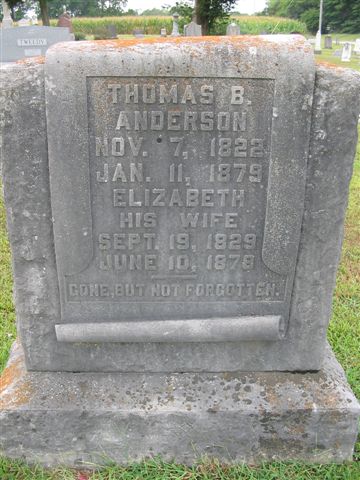 TWEEDY
THOMAS B.
ANDERSON
NOV. 7, 1822
JAN. 11, 1879
ELIZABETH
HIS WIFE
SEPT. 19, 1829
JUNE 10, 1878
GONE, BUT NOT FORGOTTEN.